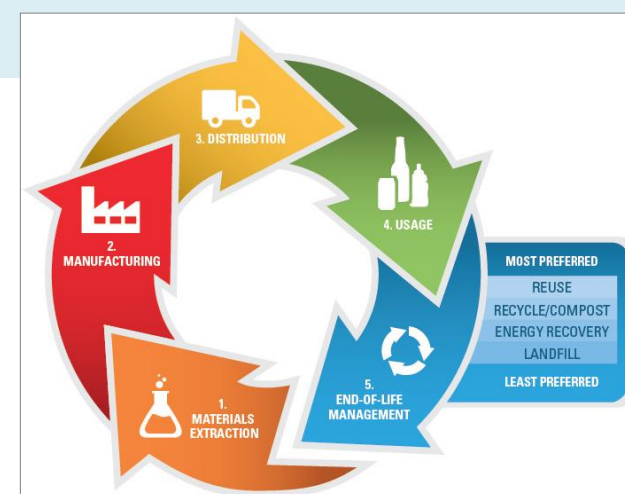 3. DISTRIBUTION
4. USAGE
2.
MANUFACTURING
MOST PREFERRED
REUSE
RECYCLE/COMPOST
ENERGY RECOVERY
LANDFILL
LEAST PREFERRED
5.
END-OF-LIFE
MANAGEMENT
1.
MATERIALS
EXTRACTION